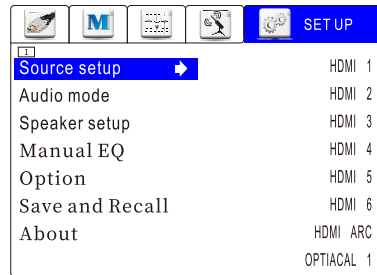 M
SET UP
1
Source setup HDMI 1
Audio mode HDMI 2
Speaker setup HDMI 3
Manual EQ HDMI 4
Option HDMI 5
Save and Recall HDMI 6
About HDMI ARC
OPTIACAL 1